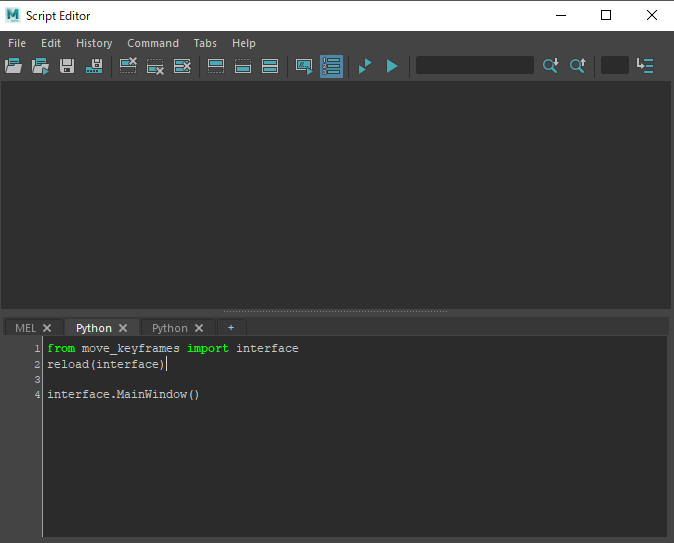 Script Editor
File Edit History Command Tabs Help
MEL Python Python +
1 from move_keyframes import interface
2 reload(interface)
3
4 interface.MainWindow()